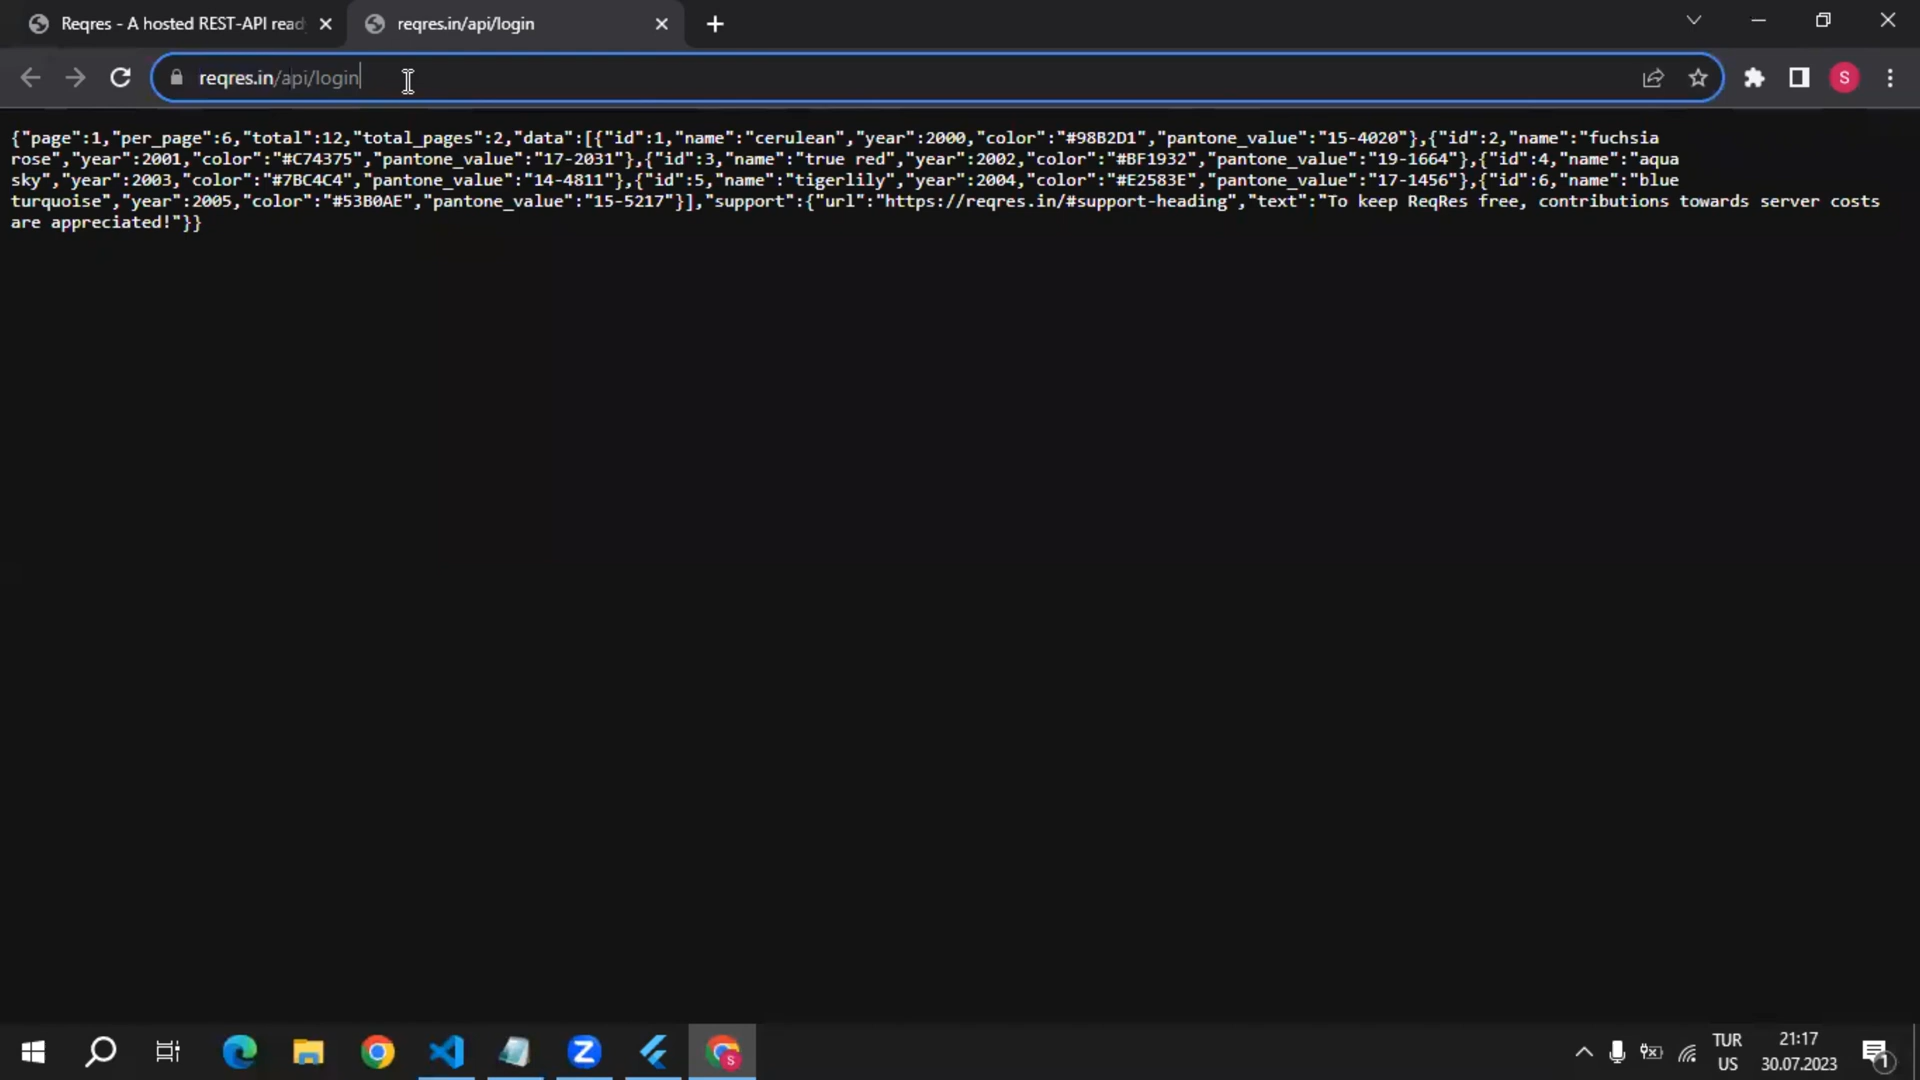 Reqres - A hosted REST-API read
reqres.in/api/login
reqres.in/api/login
S
{"page":1,"per_page":6,"total":12,"total_pages":2,"data":[{"id":1,"name":"cerulean","year":2000,"color":"#98B2D1","pantone_value":"15-4020"},{"id":2,"name":"fuchsia
rose","year":2001,"color":"#C74375","pantone_value":"17-2031"},{"id":3,"name":"true red","year":2002,"color":"#BF1932","pantone_value":"19-1664"},{"id":4,"name":"aqua
sky","year":2003,"color":"#7BC4C4","pantone_value":"14-4811"},{"id":5,"name":"tigerlily","year":2004,"color":"#E2583E","pantone_value":"17-1456"},{"id":6,"name":"blue
turquoise","year":2005,"color":"#53B0AE","pantone_value":"15-5217"}],"support":{"url":"https://reqres.in/#support-heading","text":"To keep ReqRes free, contributions towards server costs
are appreciated!"}}
Z
S
TUR
US
21:17
30.07.2023
1